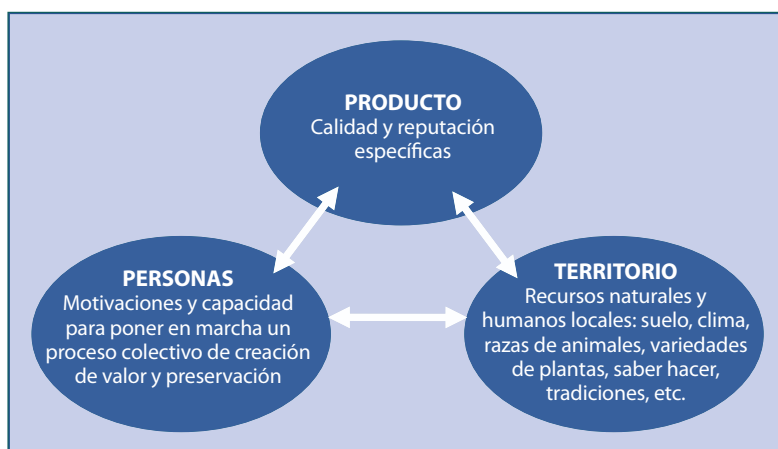 PRODUCTO
Calidad y reputación
específicas
PERSONAS
Motivaciones y capacidad
para poner en marcha un
proceso colectivo de creación
de valor y preservación
TERRITORIO
Recursos naturales y
humanos locales: suelo, clima,
razas de animales, variedades
de plantas, saber hacer,
tradiciones, etc.